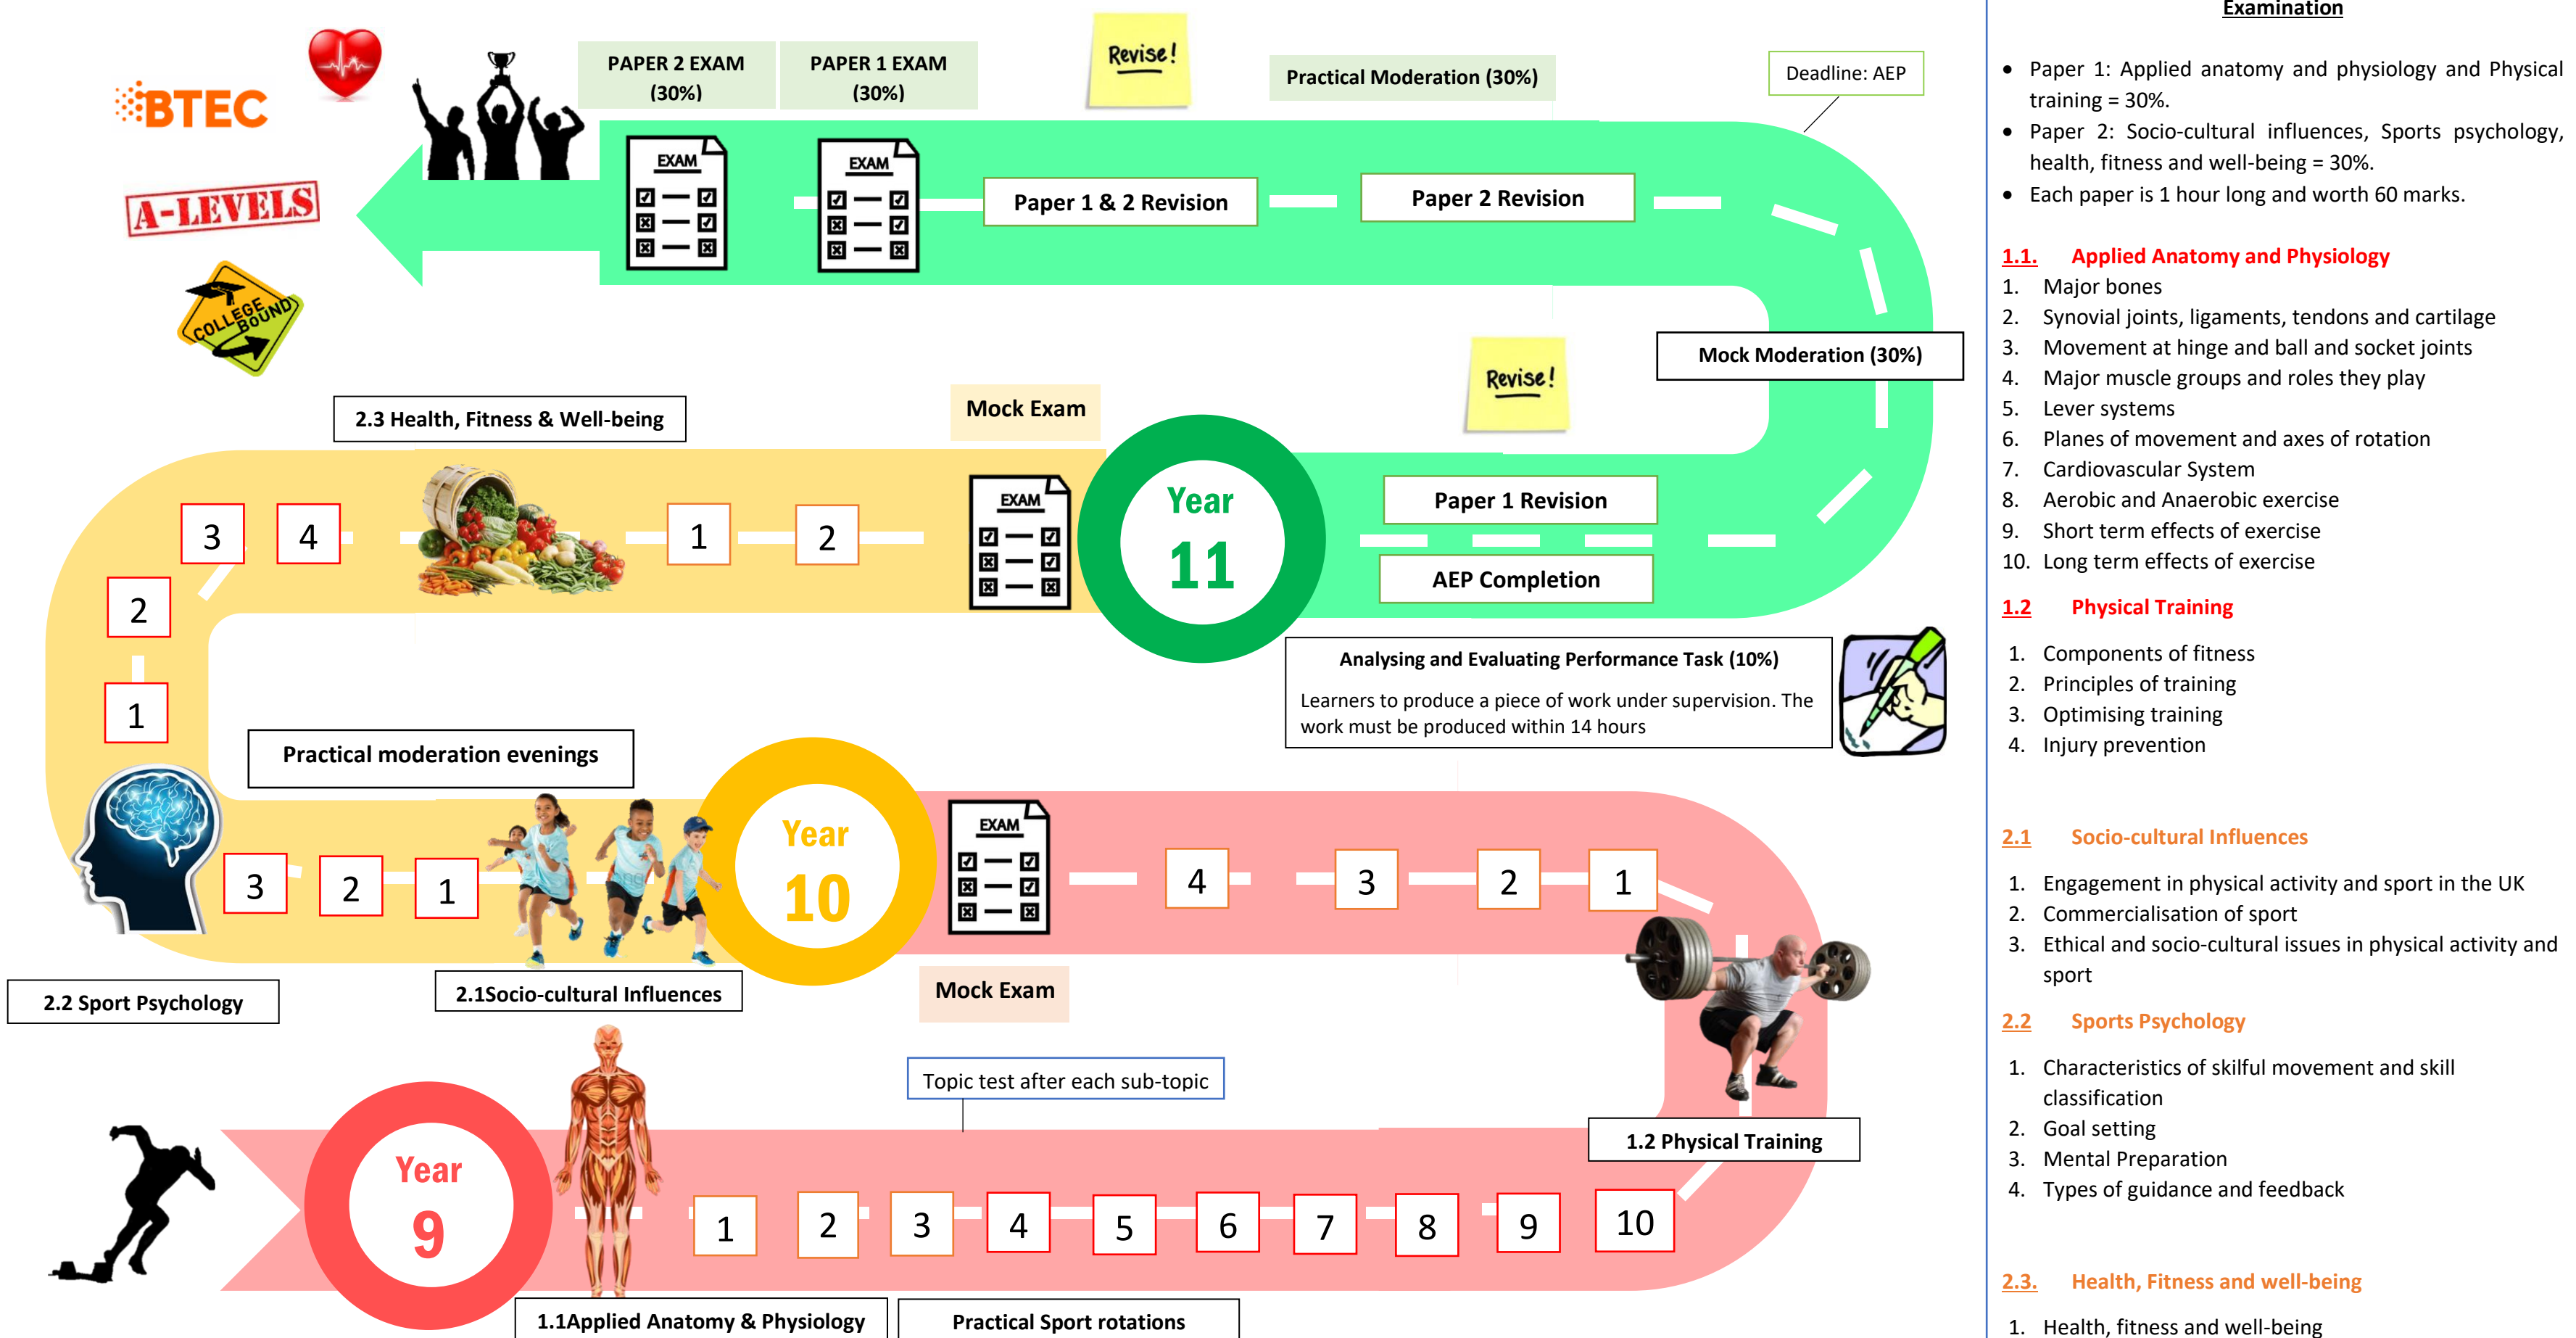 PAPER 2 EXAM
(30%)
PAPER 1 EXAM
(30%)
Revise!
Practical Moderation (30%)
Deadline: AEP
BTEC
A-LEVELS
COLLEGE
BOUND
EXAM
EXAM
Paper 1 & 2 Revision
Paper 2 Revision
Mock Moderation (30%)
Revise!
2.3 Health, Fitness & Well-being
Mock Exam
3
4
1
2
EXAM
Year
11
Paper 1 Revision
AEP Completion
2
1
Analysing and Evaluating Performance Task (10%)
Learners to produce a piece of work under supervision. The
work must be produced within 14 hours
Practical moderation evenings
3
2
1
Year
10
EXAM
4
3
2
1
2.2 Sport Psychology
2.1Socio-cultural Influences
Mock Exam
Topic test after each sub-topic
1.2 Physical Training
Year
9
1
2
3
4
5
6
7
8
9
10
1.1Applied Anatomy & Physiology
Practical Sport rotations
Examination
• Paper 1: Applied anatomy and physiology and Physical
training = 30%.
• Paper 2: Socio-cultural influences, Sports psychology,
health, fitness and well-being = 30%.
• Each paper is 1 hour long and worth 60 marks.
1.1. Applied Anatomy and Physiology
1. Major bones
2. Synovial joints, ligaments, tendons and cartilage
3. Movement at hinge and ball and socket joints
4. Major muscle groups and roles they play
5. Lever systems
6. Planes of movement and axes of rotation
7. Cardiovascular System
8. Aerobic and Anaerobic exercise
9. Short term effects of exercise
10. Long term effects of exercise
1.2 Physical Training
1. Components of fitness
2. Principles of training
3. Optimising training
4. Injury prevention
2.1 Socio-cultural Influences
1. Engagement in physical activity and sport in the UK
2. Commercialisation of sport
3. Ethical and socio-cultural issues in physical activity and
sport
2.2 Sports Psychology
1. Characteristics of skilful movement and skill
classification
2. Goal setting
3. Mental Preparation
4. Types of guidance and feedback
2.3. Health, Fitness and well-being
1. Health, fitness and well-being